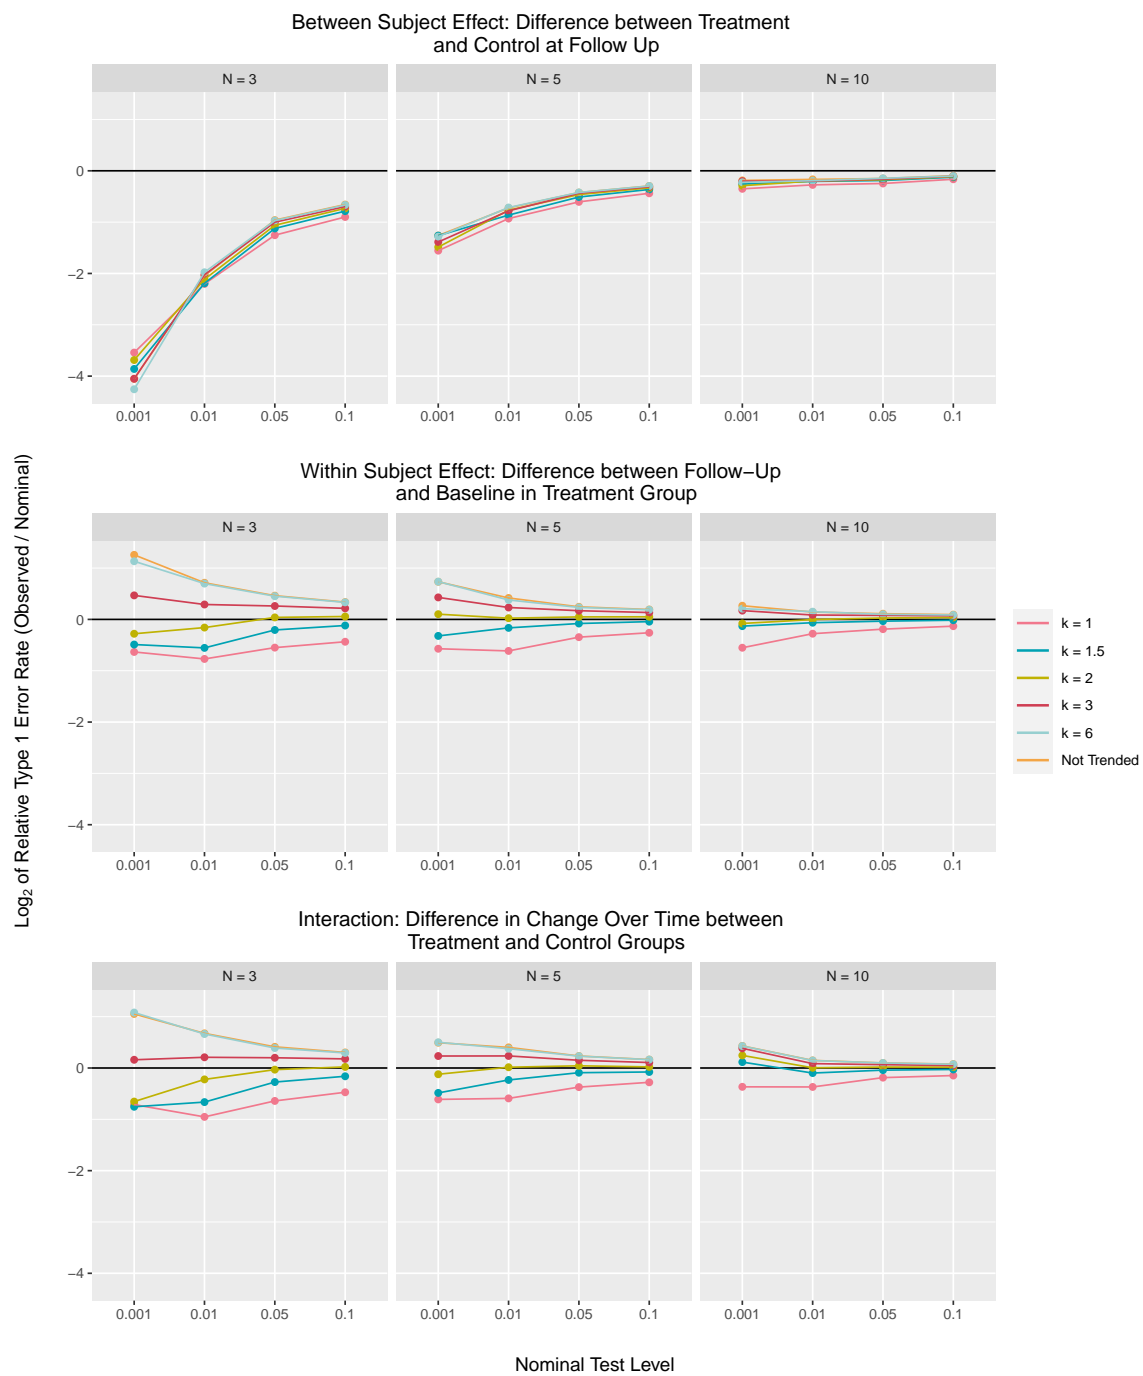 Between Subject Effect: Difference between Treatment
and Control at Follow Up
N = 3
N = 5
N = 10
0
−2
−4
0.001 0.01 0.05 0.1
0.001 0.01 0.05 0.1
0.001 0.01 0.05 0.1
Within Subject Effect: Difference between Follow−Up
and Baseline in Treatment Group
N = 3
N = 5
N = 10
0
−2
−4
0.001 0.01 0.05 0.1
0.001 0.01 0.05 0.1
0.001 0.01 0.05 0.1
Interaction: Difference in Change Over Time between
Treatment and Control Groups
N = 3
N = 5
N = 10
0
−2
−4
0.001 0.01 0.05 0.1
0.001 0.01 0.05 0.1
0.001 0.01 0.05 0.1
Log₂ of Relative Type 1 Error Rate (Observed / Nominal)
Nominal Test Level
k = 1
k = 1.5
k = 2
k = 3
k = 6
Not Trended